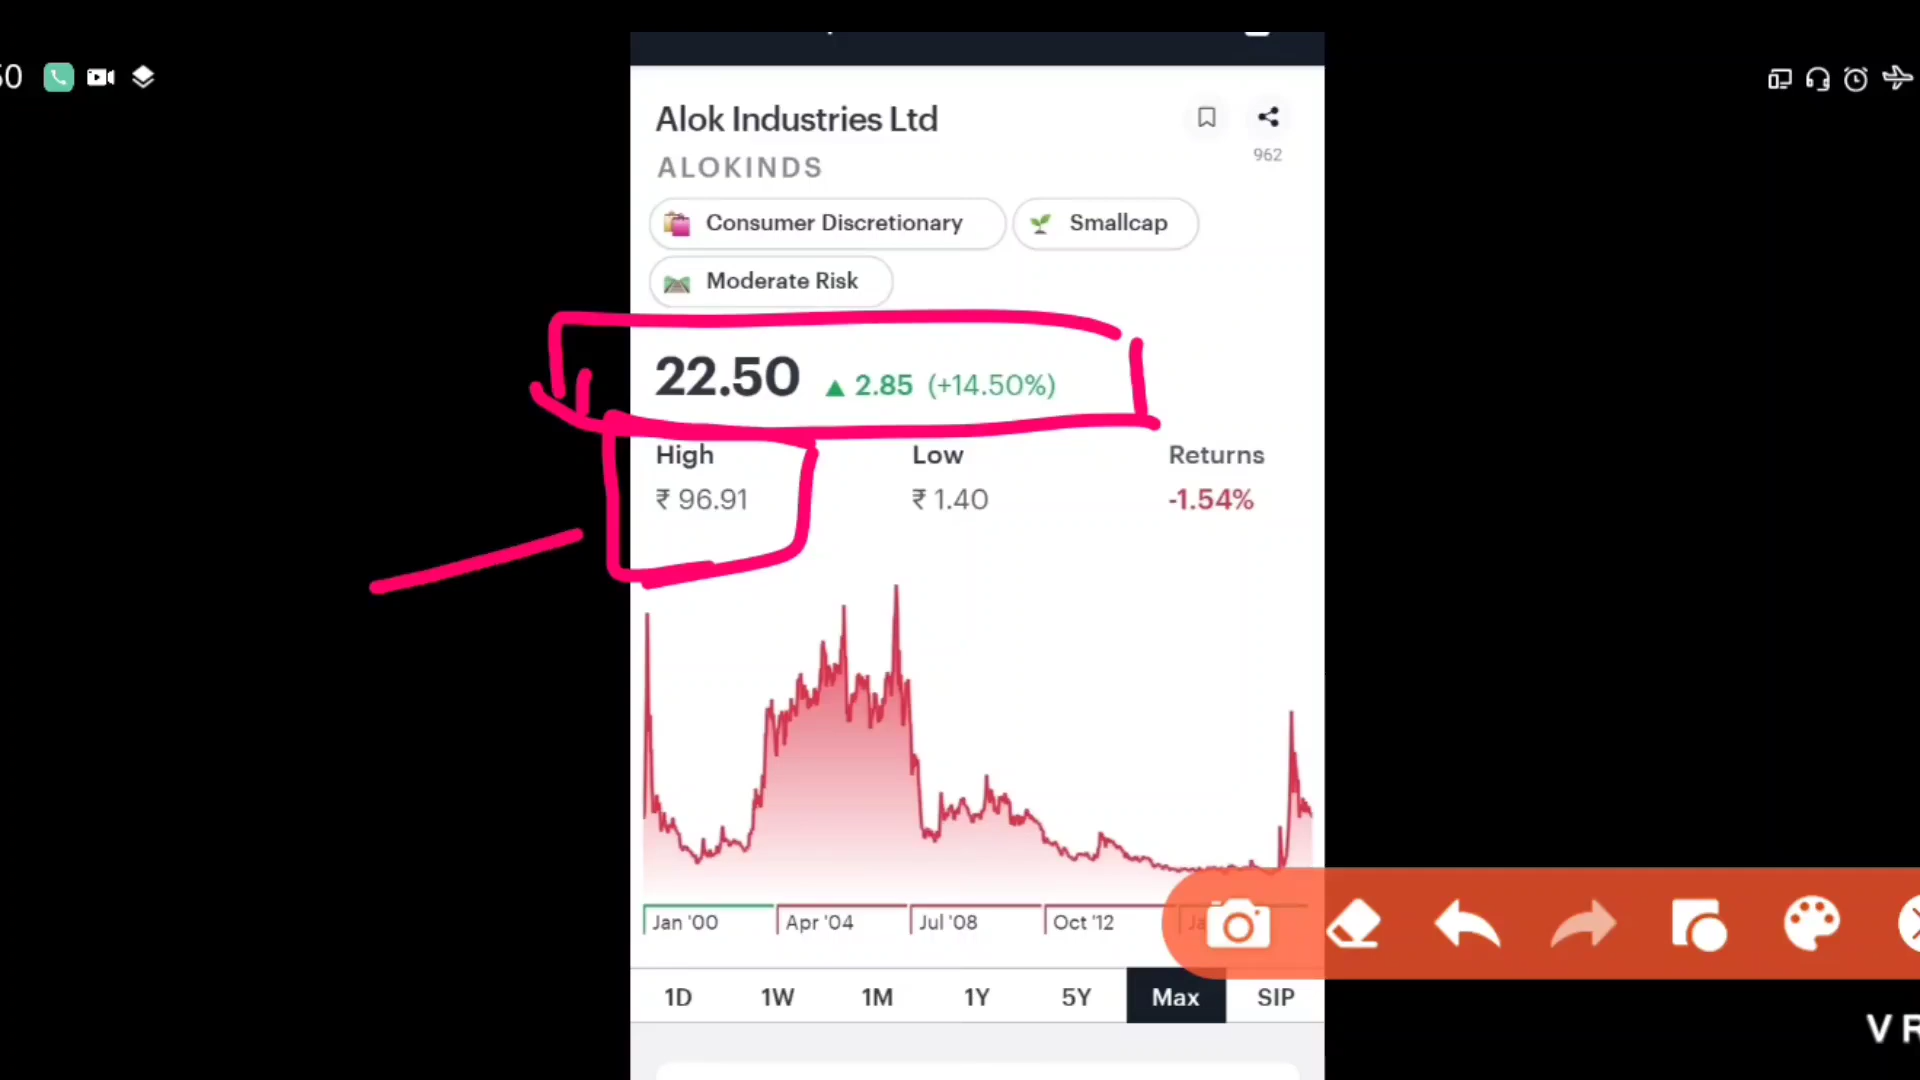 50
Alok Industries Ltd
962
ALOKINDS
Consumer Discretionary
Smallcap
Moderate Risk
22.50 ▲ 2.85 (+14.50%)
High Low Returns
₹ 96.91 ₹ 1.40 -1.54%
Jan '00 Apr '04 Jul '08 Oct '12
1D 1W 1M 1Y 5Y Max SIP